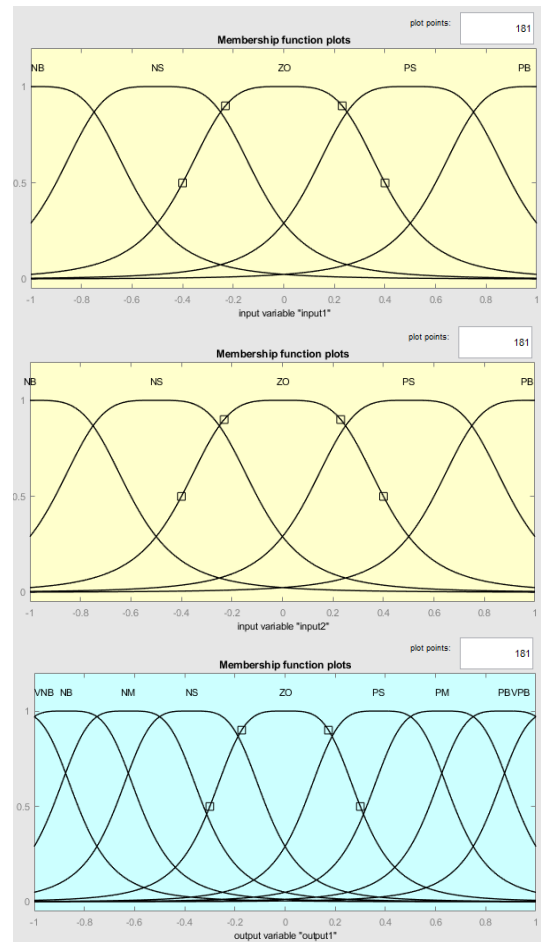 plot points: 181
Membership function plots
NB NS ZO PS PB
1
0.5
0
-1 -0.8 -0.6 -0.4 -0.2 0 0.2 0.4 0.6 0.8 1
input variable "input1"
plot points: 181
Membership function plots
NB NS ZO PS PB
1
0.5
0
-1 -0.8 -0.6 -0.4 -0.2 0 0.2 0.4 0.6 0.8 1
input variable "input2"
plot points: 181
Membership function plots
VNB NB NM NS ZO PS PM PB VPB
1
0.5
0
-1 -0.8 -0.6 -0.4 -0.2 0 0.2 0.4 0.6 0.8 1
output variable "output1"